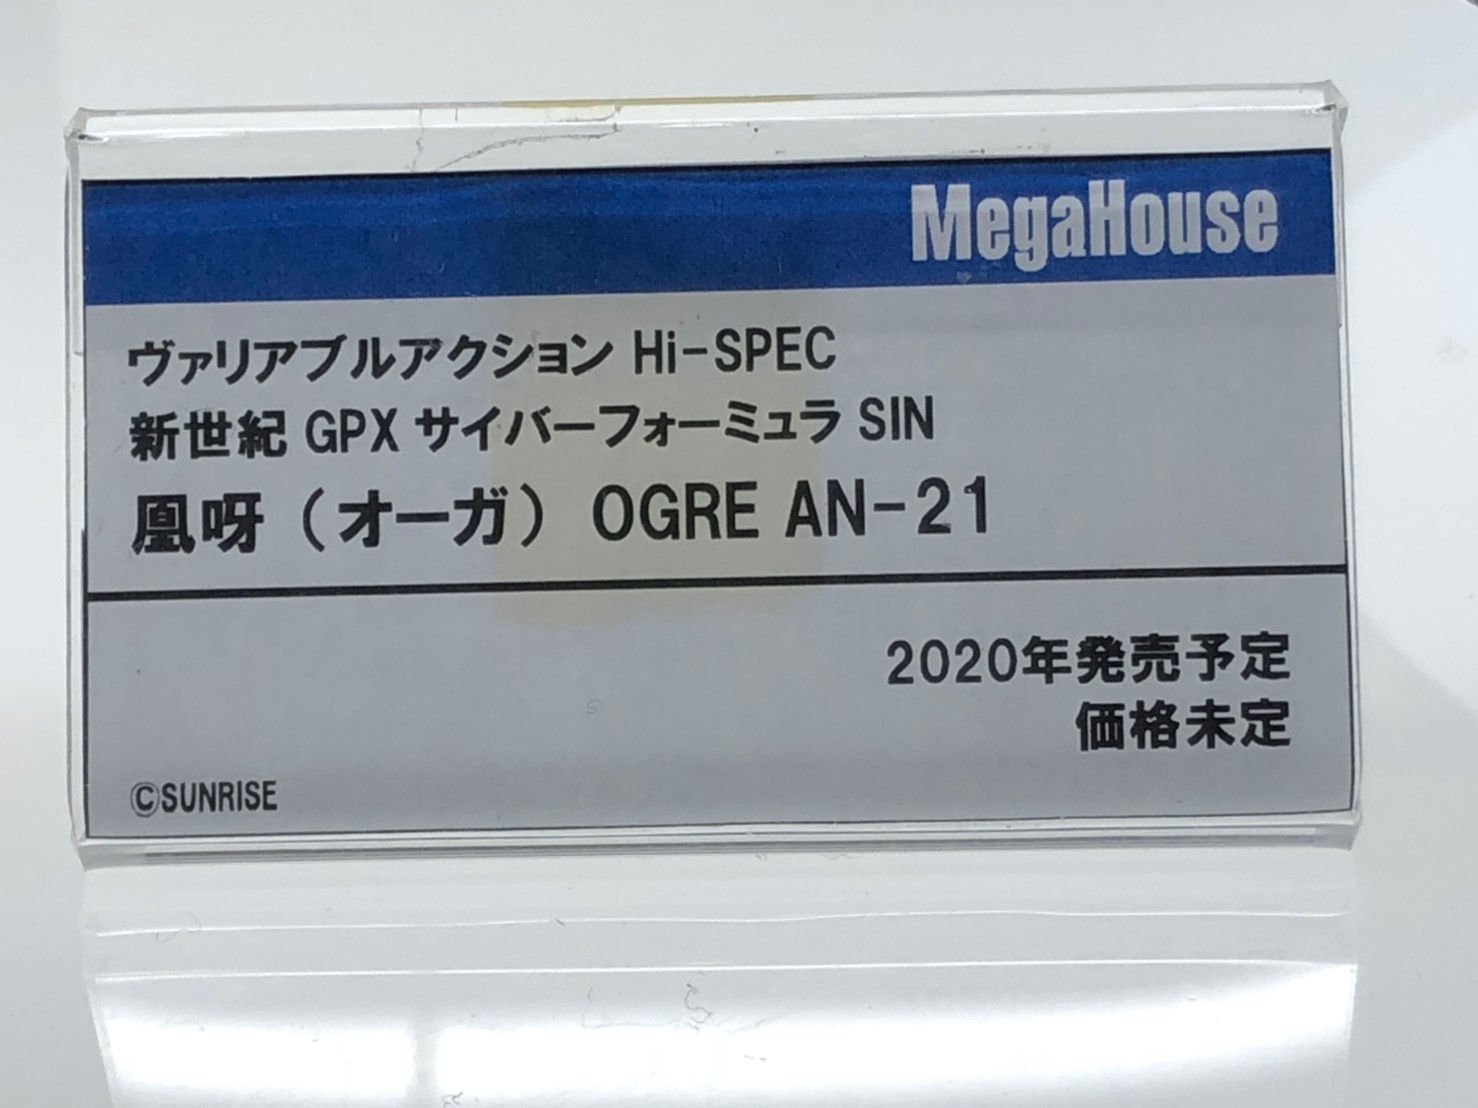 MegaHouse
ヴァリアブルアクション Hi-SPEC
新世紀 GPX サイバーフォーミュラ SIN
凰呀（オーガ） OGRE AN-21
2020年発売予定
価格未定
©SUNRISE